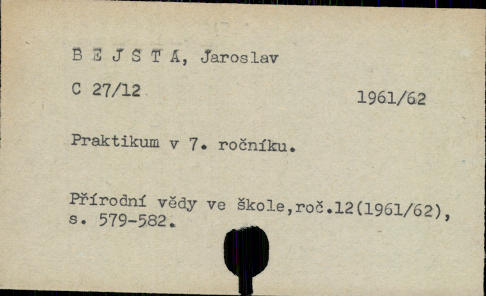 B E J S T A, Jaroslav
C 27/12
1961/62
Praktikum v 7. ročníku.
Přírodní vědy ve škole,roč.12(1961/62),
s. 579-582.